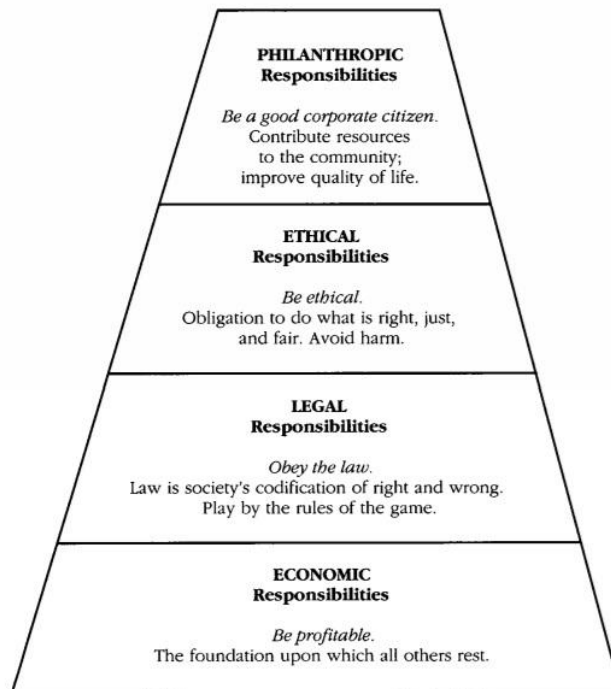 PHILANTHROPIC
Responsibilities
Be a good corporate citizen.
Contribute resources
to the community;
improve quality of life.
ETHICAL
Responsibilities
Be ethical.
Obligation to do what is right, just,
and fair. Avoid harm.
LEGAL
Responsibilities
Obey the law.
Law is society's codification of right and wrong.
Play by the rules of the game.
ECONOMIC
Responsibilities
Be profitable.
The foundation upon which all others rest.